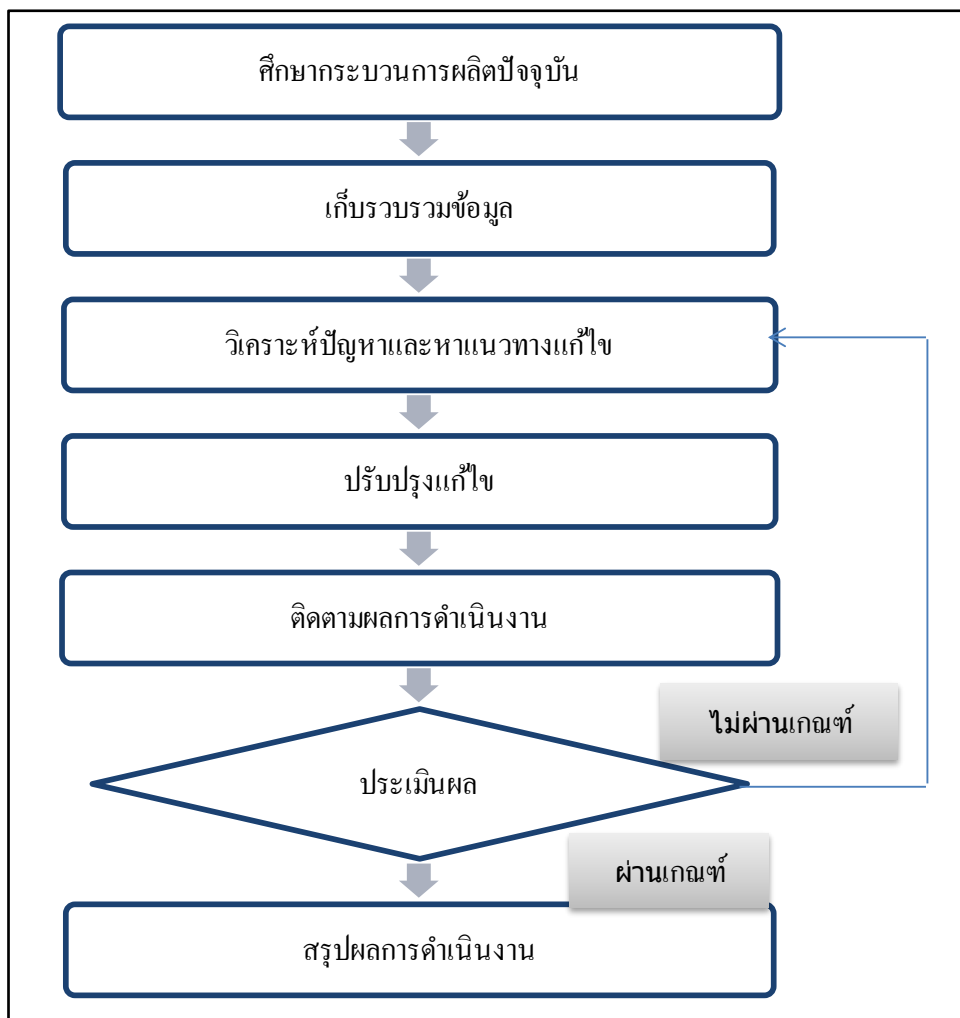 ศึกษากระบวนการผลิตปัจจุบัน
เก็บรวบรวมข้อมูล
วิเคราะห์ปัญหาและหาแนวทางแก้ไข
ปรับปรุงแก้ไข
ติดตามผลการดำเนินงาน
ไม่ผ่านเกณฑ์
ประเมินผล
ผ่านเกณฑ์
สรุปผลการดำเนินงาน